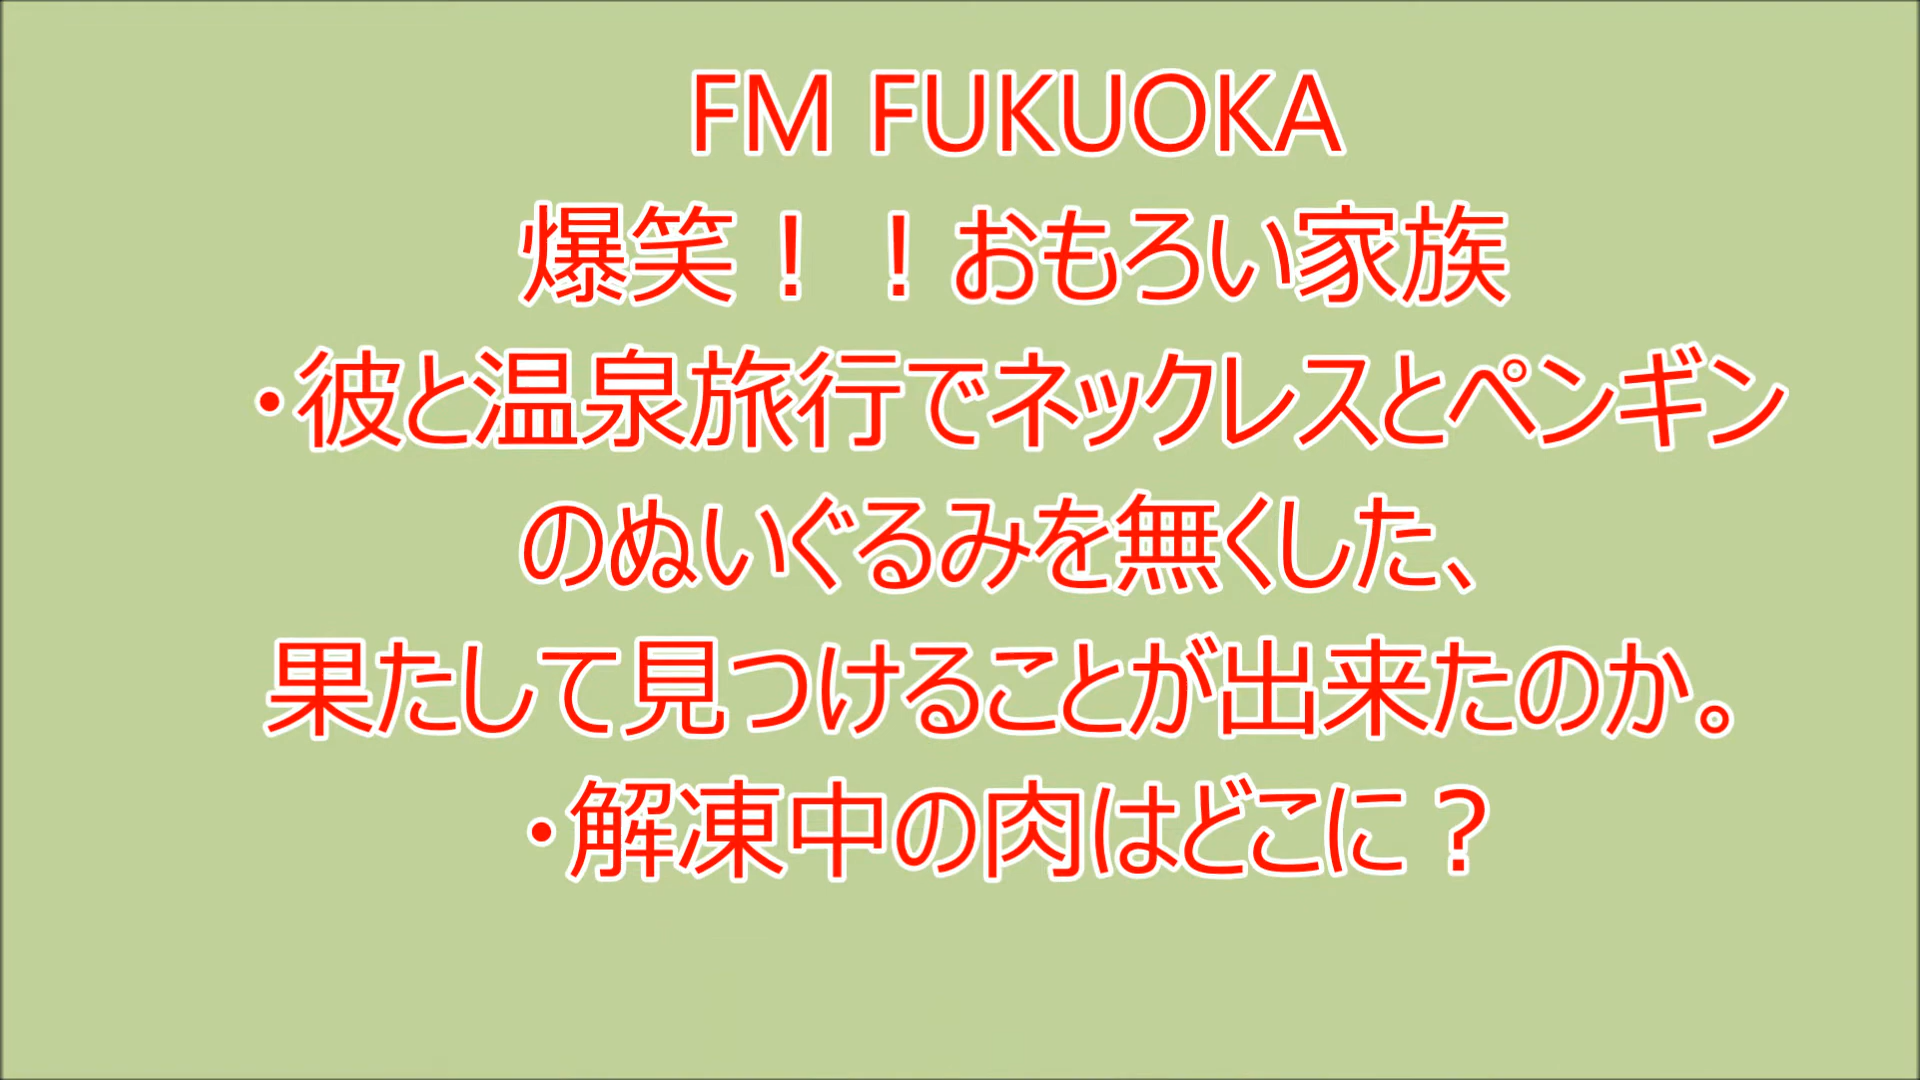 FM FUKUOKA
爆笑！！おもろい家族
・彼と温泉旅行でネックレスとペンギン
のぬいぐるみを無くした、
果たして見つけることが出来たのか。
・解凍中の肉はどこに？